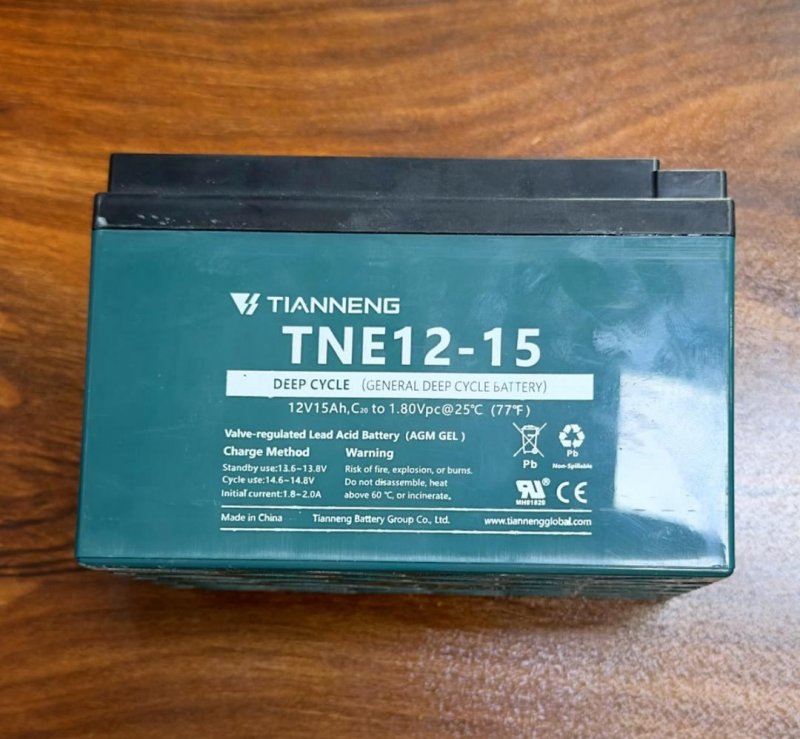 TIANNENG
TNE12-15
DEEP CYCLE (GENERAL DEEP CYCLE BATTERY)
12V15Ah,C₂₀ to 1.80Vpc@25℃ (77℉)
Valve-regulated Lead Acid Battery (AGM GEL )
Charge Method
Standby use:13.6~13.8V
Cycle use:14.6~14.8V
Initial current:1.8~2.0A
Warning
Risk of fire, explosion, or burns.
Do not disassemble, heat
above 60 ℃, or incinerate.
Pb
Pb
Non-Spillable
RU®
MH61826
CE
Made in China Tianneng Battery Group Co., Ltd. www.tiannengglobal.com